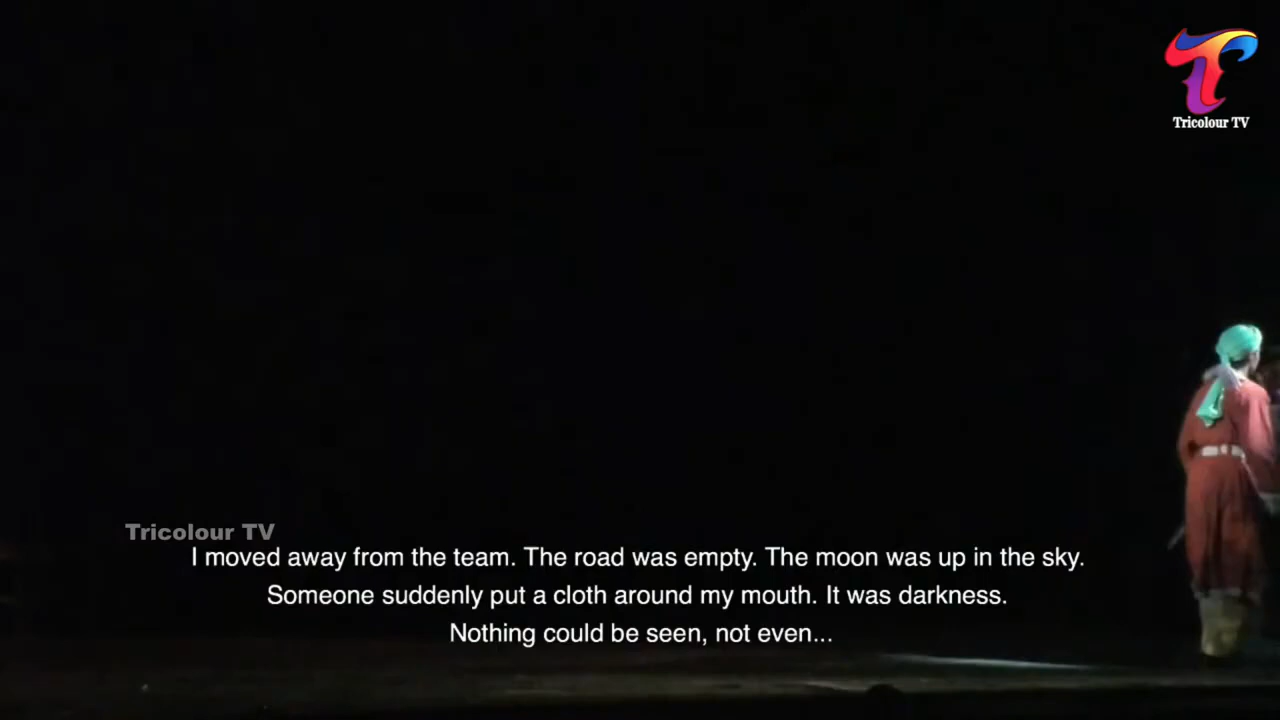 Tricolour TV
Tricolour TV
I moved away from the team. The road was empty. The moon was up in the sky.
Someone suddenly put a cloth around my mouth. It was darkness.
Nothing could be seen, not even...